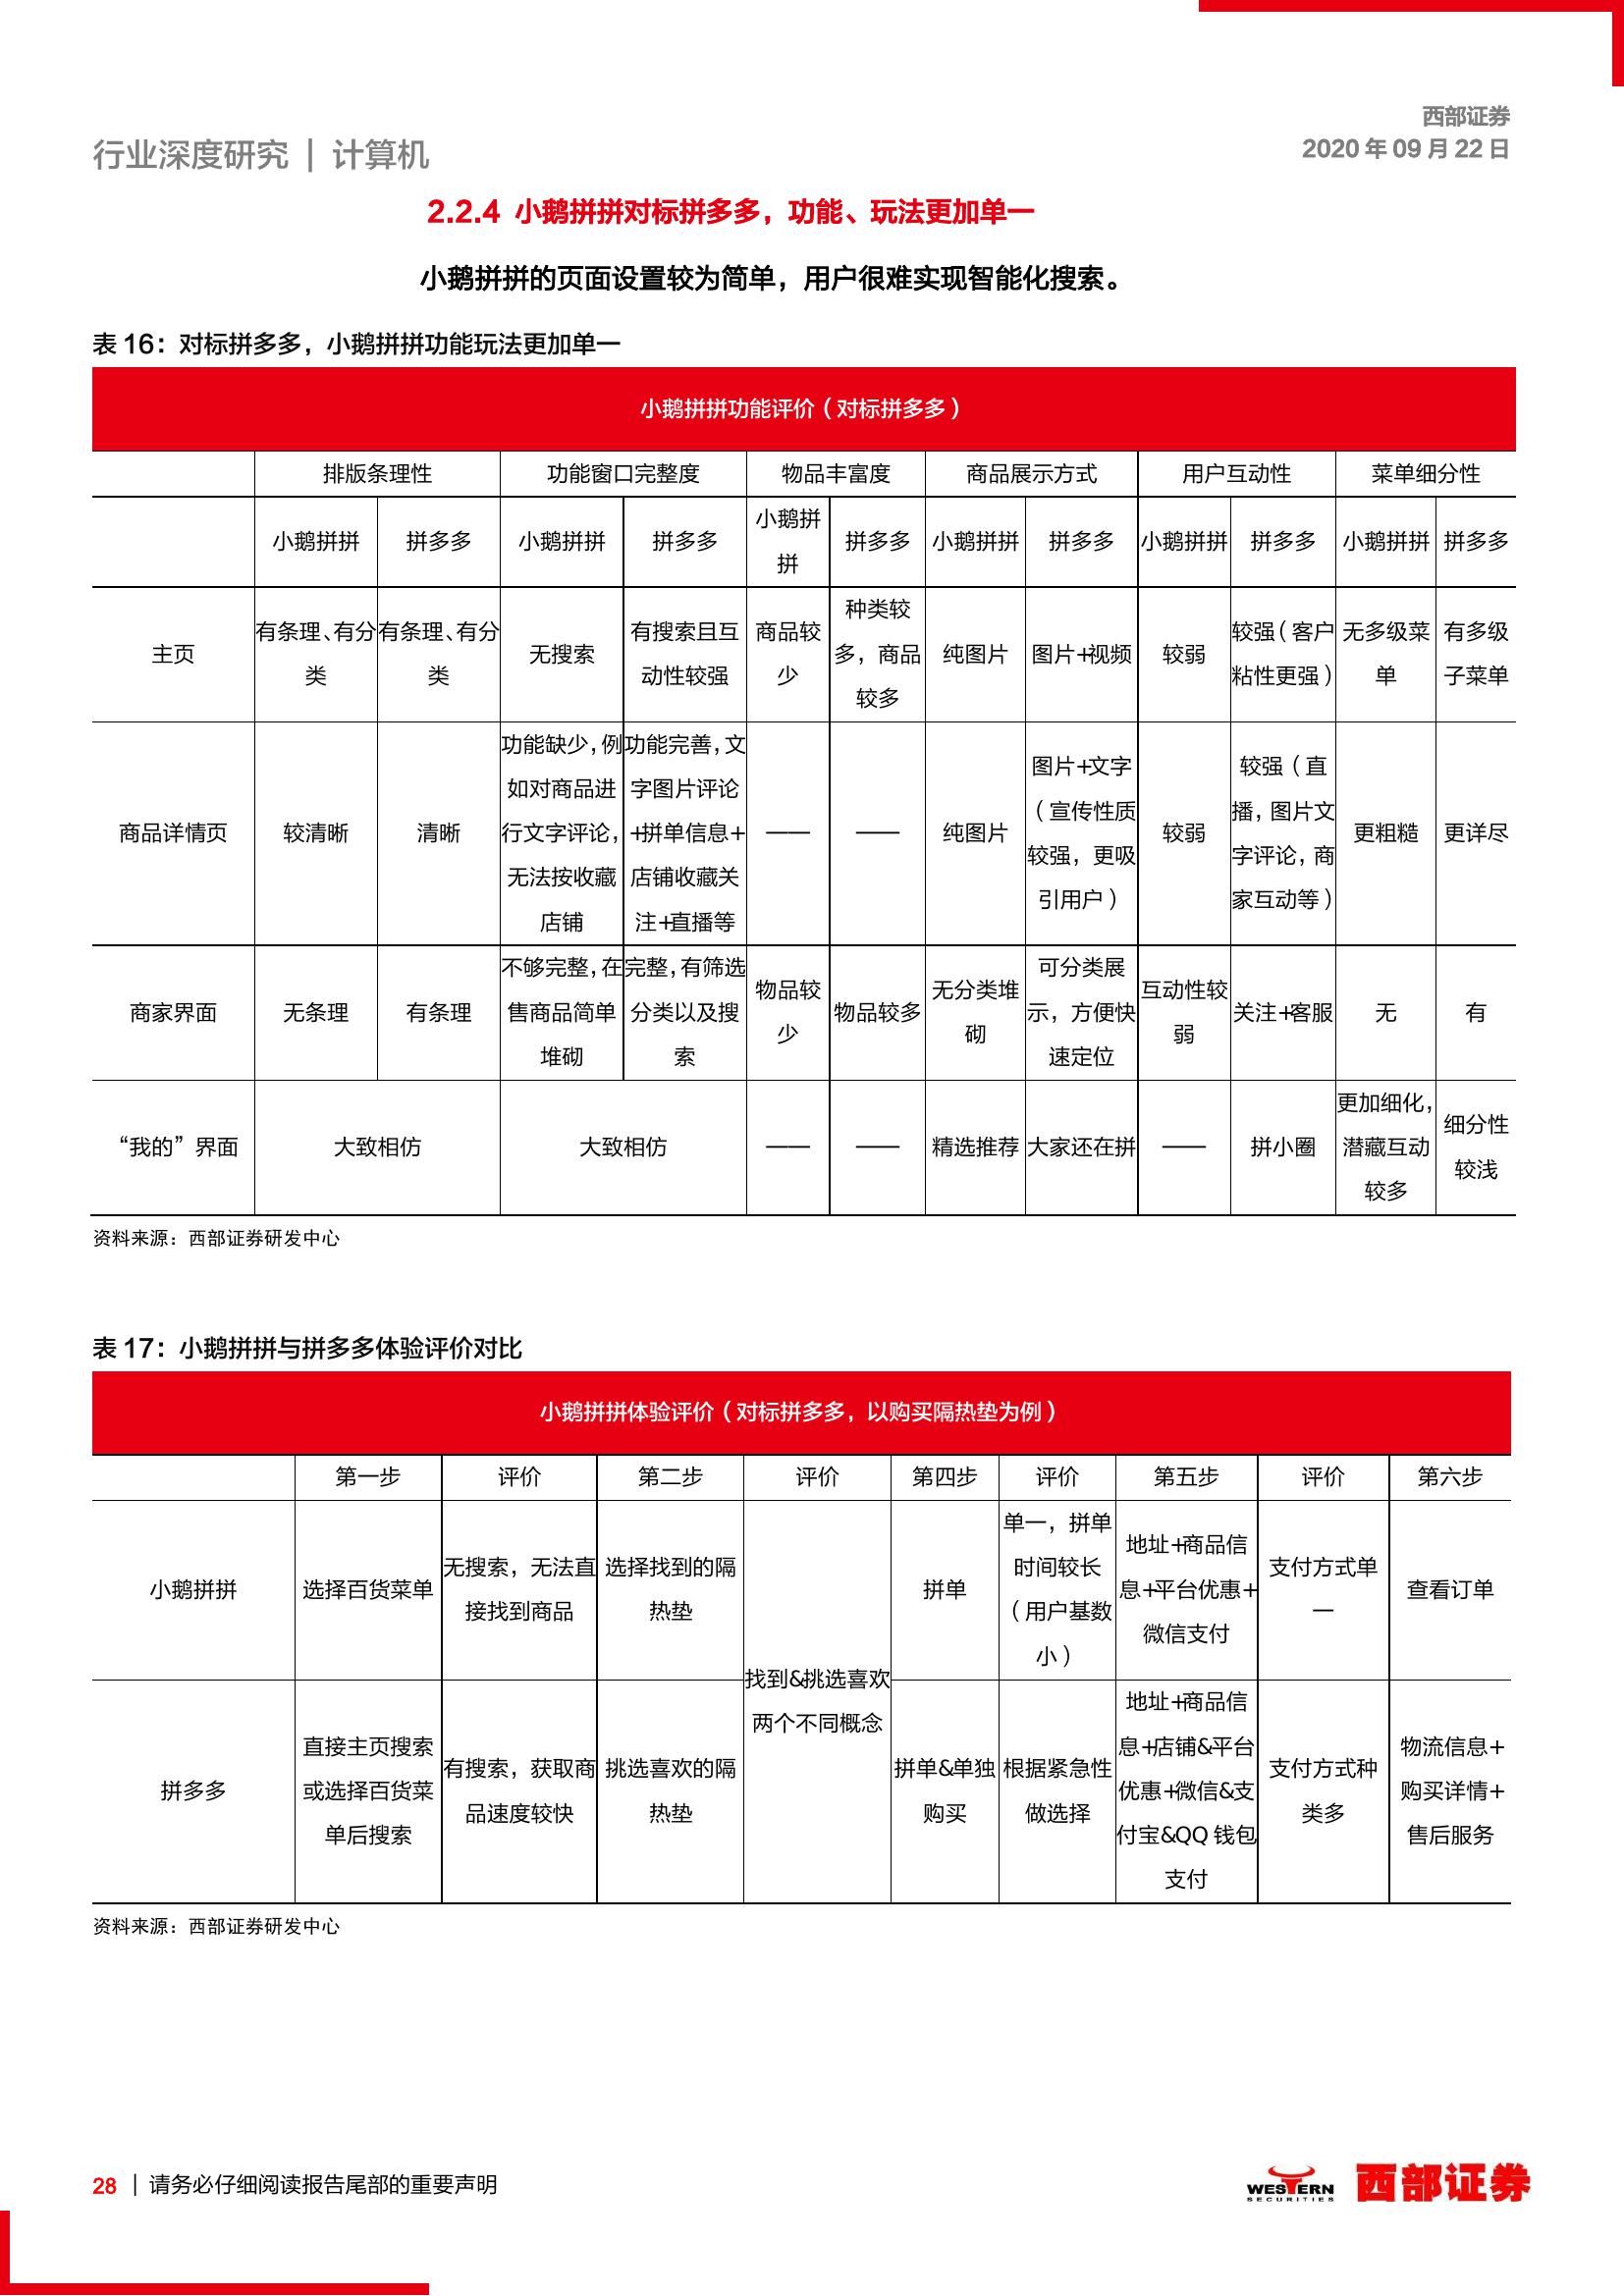 西部证券
行业深度研究 | 计算机
2020 年 09 月 22 日
2.2.4 小鹅拼拼对标拼多多，功能、玩法更加单一
小鹅拼拼的页面设置较为简单，用户很难实现智能化搜索。
表 16：对标拼多多，小鹅拼拼功能玩法更加单一
小鹅拼拼功能评价（对标拼多多）
排版条理性 功能窗口完整度 物品丰富度 商品展示方式 用户互动性 菜单细分性
小鹅拼拼 拼多多 小鹅拼拼 拼多多 小鹅拼拼 拼多多 小鹅拼拼 拼多多 小鹅拼拼 拼多多 小鹅拼拼 拼多多
主页 有条理、有分类 有条理、有分类 无搜索 有搜索且互动性较强 商品较少 种类较多，商品较多 纯图片 图片+视频 较弱 较强（客户粘性更强） 无多级菜单 有多级子菜单
商品详情页 较清晰 清晰 功能缺少，例如对商品进行文字评论，无法按收藏店铺 功能完善，文字图片评论+拼单信息+店铺收藏关注+直播等 —— —— 纯图片 图片+文字（宣传性质较强，更吸引用户） 较弱 较强（直播，图片文字评论，商家互动等） 更粗糙 更详尽
商家界面 无条理 有条理 不够完整，在售商品简单堆砌 完整，有筛选分类以及搜索 物品较少 物品较多 无分类堆砌 可分类展示，方便快速定位 互动性较弱 关注+客服 无 有
“我的”界面 大致相仿 大致相仿 —— —— 精选推荐 大家还在拼 —— 拼小圈 更加细化，潜藏互动较多 细分性较浅
资料来源：西部证券研发中心
表 17：小鹅拼拼与拼多多体验评价对比
小鹅拼拼体验评价（对标拼多多，以购买隔热垫为例）
第一步 评价 第二步 评价 第四步 评价 第五步 评价 第六步
小鹅拼拼 选择百货菜单 无搜索，无法直接找到商品 选择找到的隔热垫 找到&挑选喜欢两个不同概念 拼单 单一，拼单时间较长（用户基数小） 地址+商品信息+平台优惠+微信支付 支付方式单一 查看订单
拼多多 直接主页搜索或选择百货菜单后搜索 有搜索，获取商品速度较快 挑选喜欢的隔热垫 拼单&单独购买 根据紧急性做选择 地址+商品信息+店铺&平台优惠+微信&支付宝&QQ 钱包支付 支付方式种类多 物流信息+购买详情+售后服务
资料来源：西部证券研发中心
28 | 请务必仔细阅读报告尾部的重要声明
WESTERN
SECURITIES
西部证券